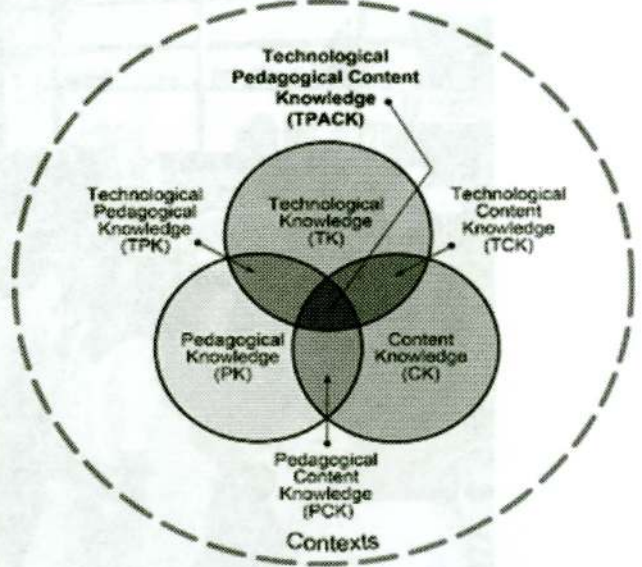 Technological
Pedagogical Content
Knowledge
(TPACK)
Technological
Pedagogical
Knowledge
(TPK)
Technological
Knowledge
(TK)
Technological
Content
Knowledge
(TCK)
Pedagogical
Knowledge
(PK)
Content
Knowledge
(CK)
Pedagogical
Content
Knowledge
(PCK)
Contexts